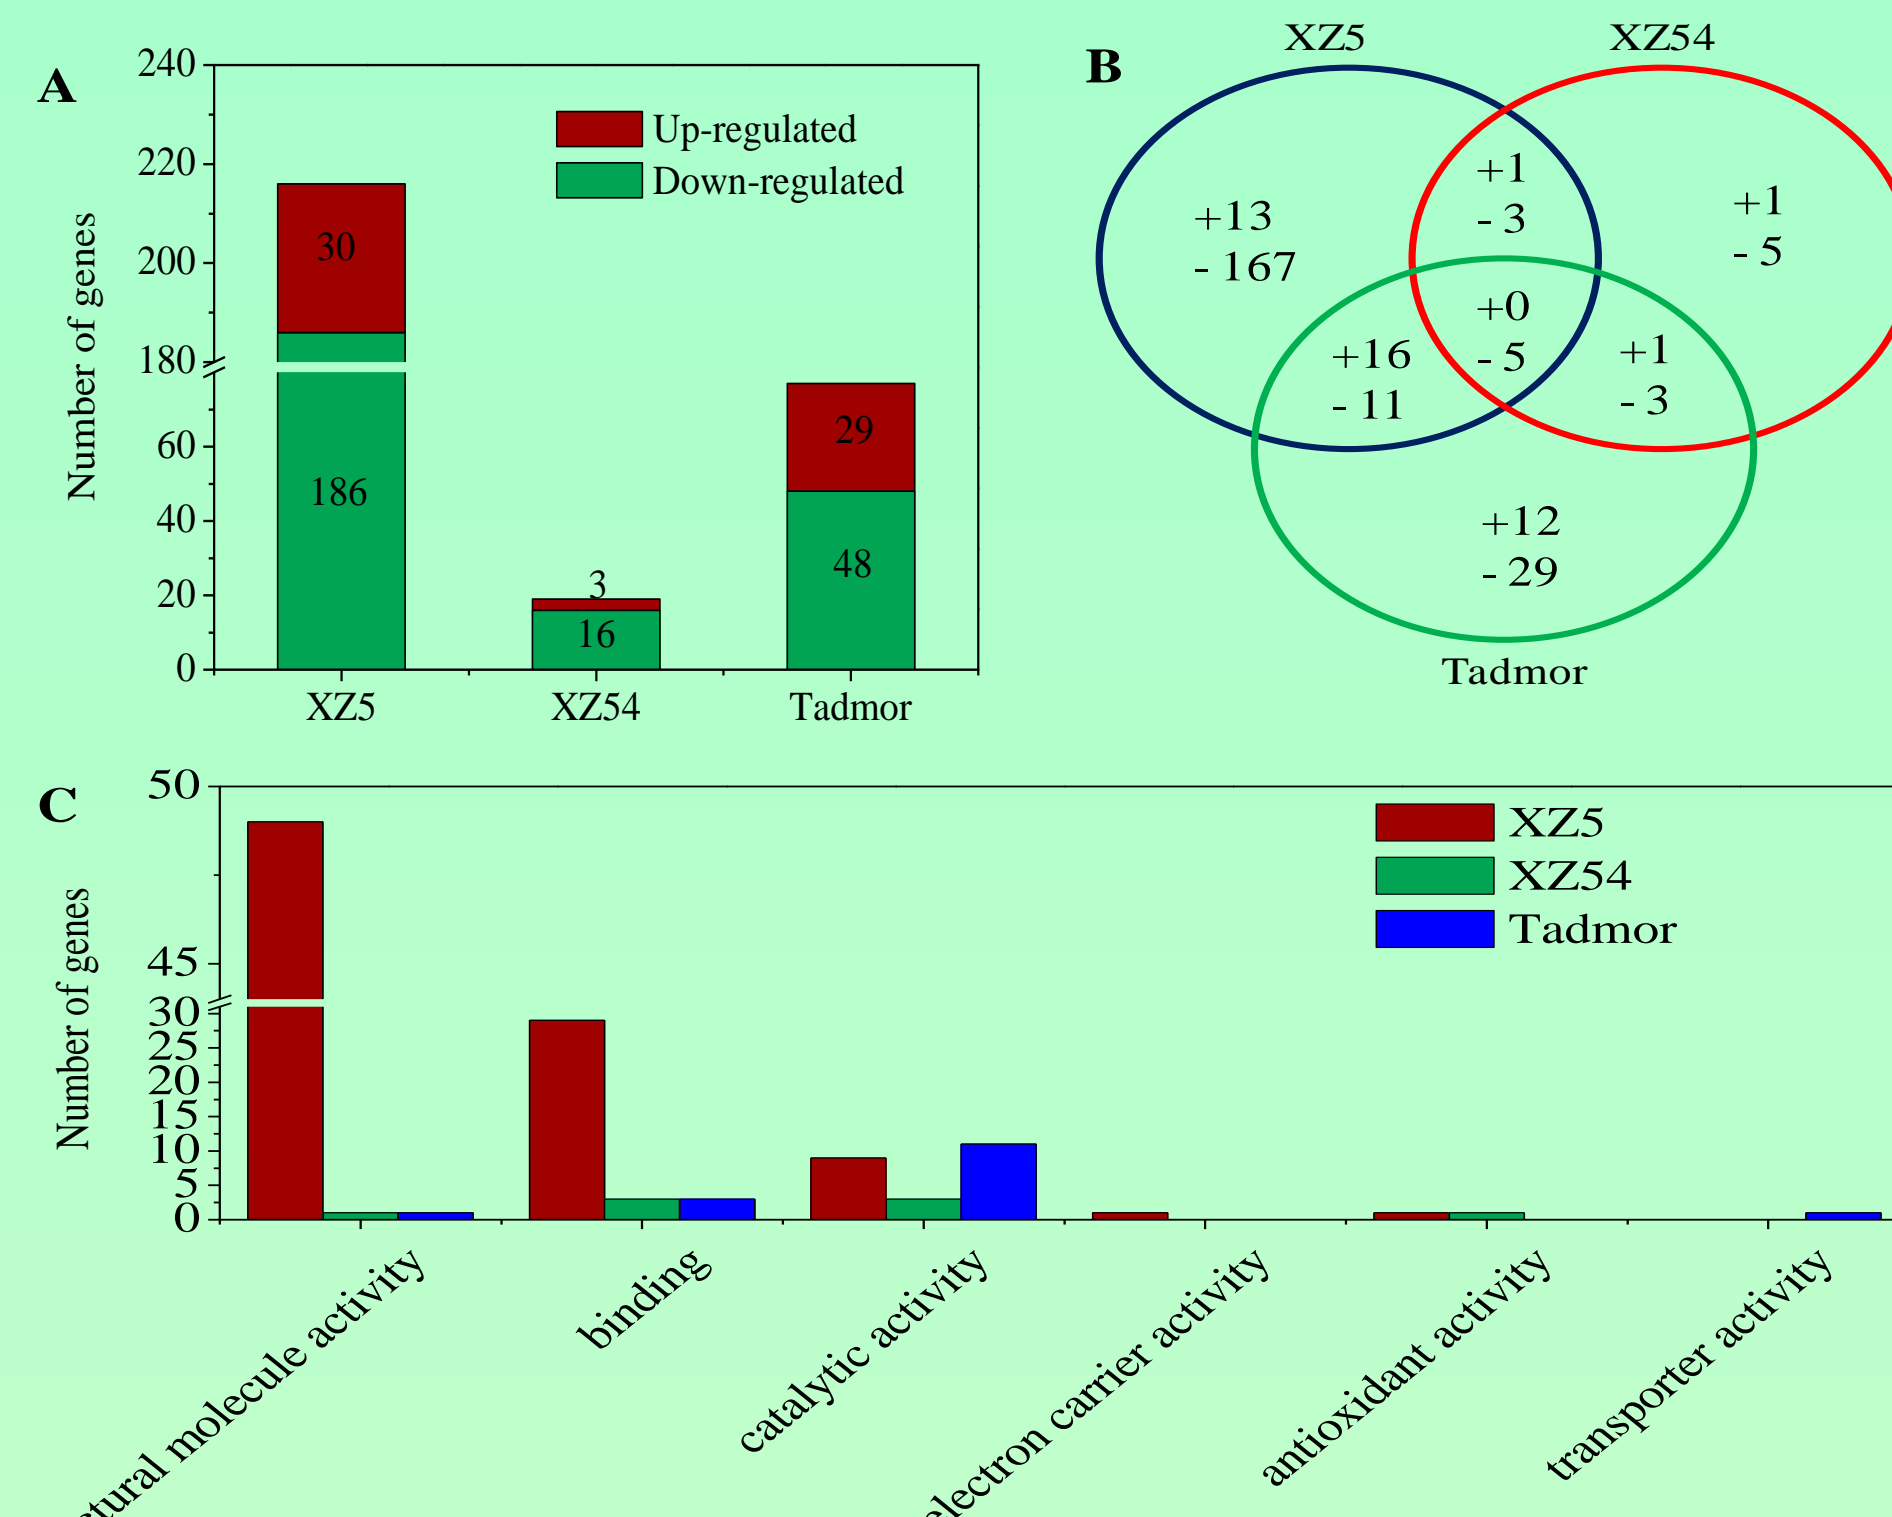 A
240
220
200
180
60
40
20
0
Number of genes
Up-regulated
Down-regulated
30
186
3
16
29
48
XZ5
XZ54
Tadmor
B
XZ5
XZ54
+13
- 167
+1
- 3
+1
- 5
+0
- 5
+16
- 11
+1
- 3
+12
- 29
Tadmor
C
50
45
30
25
20
15
10
5
0
Number of genes
XZ5
XZ54
Tadmor
molecule activity
binding
catalytic activity
carrier activity
antioxidant activity
transporter activity